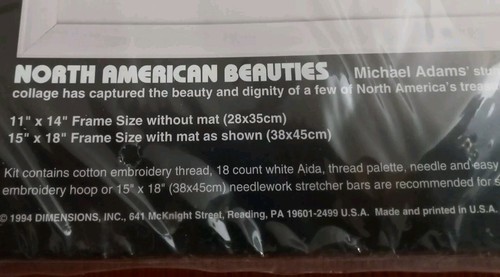 NORTH AMERICAN BEAUTIES Michael Adams'
collage has captured the beauty and dignity of a few of North America's
11" x 14" Frame Size without mat (28x35cm)
15" x 18" Frame Size with mat as shown (38x45cm)
Kit contains cotton embroidery thread, 18 count white Aida, thread palette, needle and easy
embroidery hoop or 15" x 18" (38x45cm) needlework stretcher bars are recommended for
© 1994 DIMENSIONS, INC., 641 McKnight Street, Reading, PA 19601-2499 U.S.A. Made and printed in U.S.A.